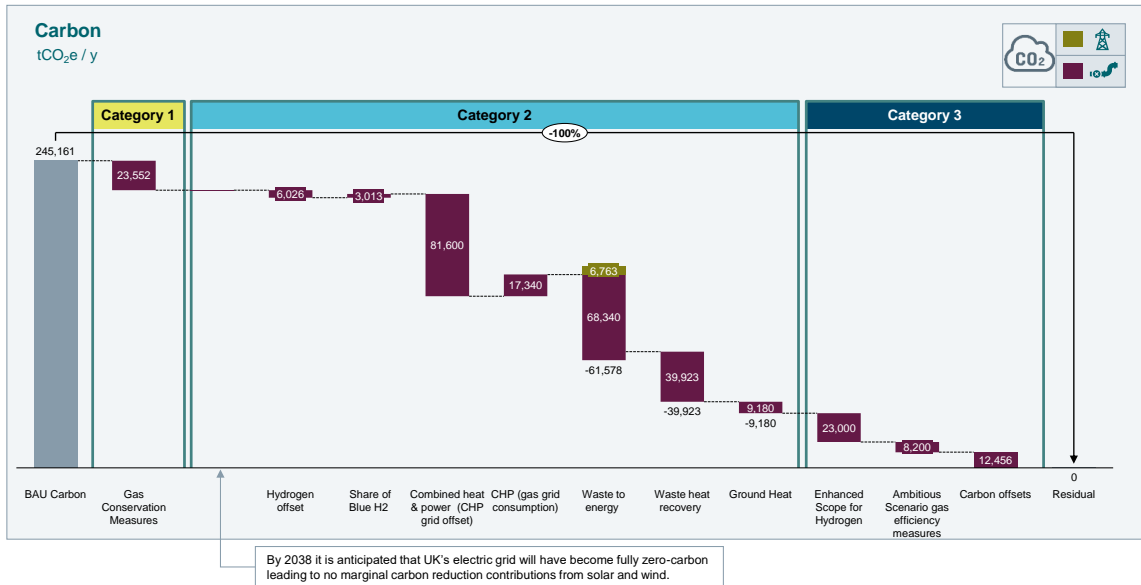 Carbon
tCO₂e / y
CO₂
Category 1
Category 2
Category 3
-100%
245,161
23,552
6,026
3,013
81,600
17,340
6,763
68,340
-61,578
39,923
-39,923
9,180
-9,180
23,000
8,200
12,456
0
BAU Carbon
Gas
Conservation
Measures
Hydrogen
offset
Share of
Blue H2
Combined heat
& power (CHP
grid offset)
CHP (gas grid
consumption)
Waste to
energy
Waste heat
recovery
Ground Heat
Enhanced
Scope for
Hydrogen
Ambitious
Scenario gas
efficiency
measures
Carbon offsets
Residual
By 2038 it is anticipated that UK's electric grid will have become fully zero-carbon
leading to no marginal carbon reduction contributions from solar and wind.